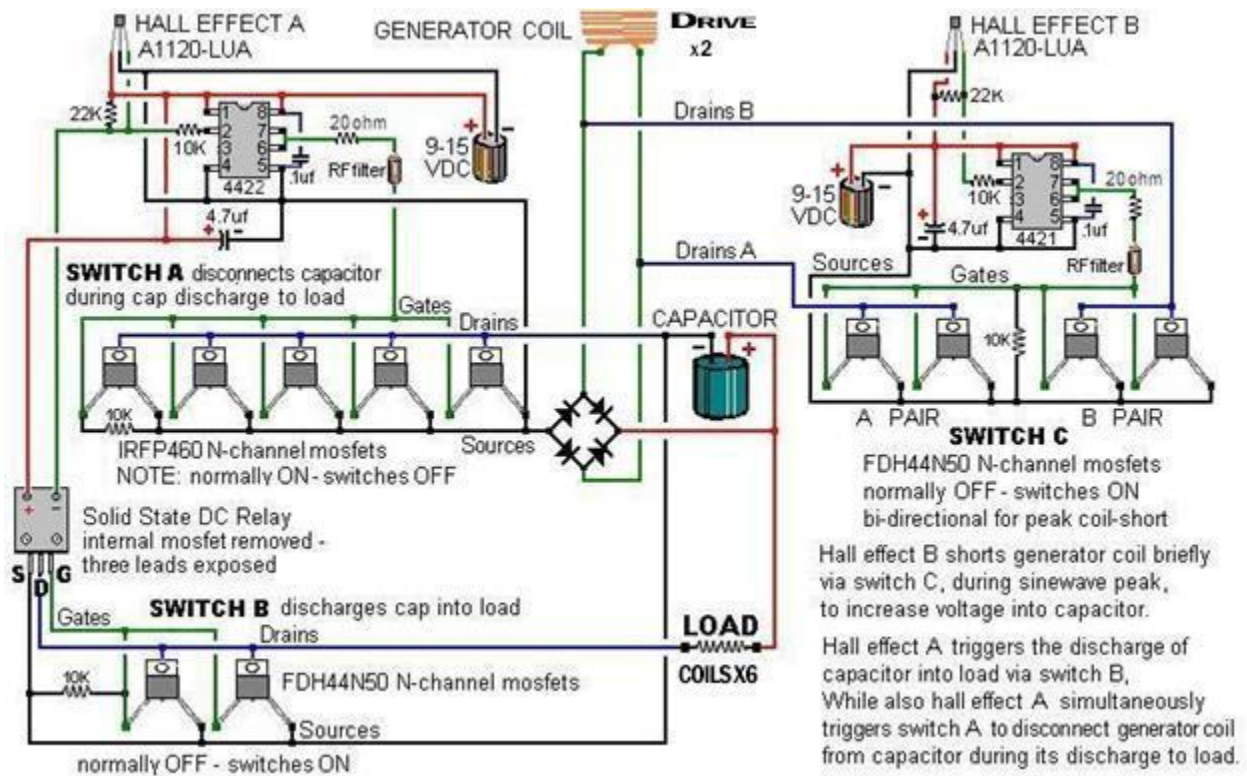 HALL EFFECT A
A1120-LUA
GENERATOR COIL
DRIVE
x2
HALL EFFECT B
A1120-LUA
22K
10K
1
2
3
4
8
7
6
5
4422
.1uf
20 ohm
RF filter
+
-
9-15
VDC
4.7uf
+
-
Drains B
22K
+
-
9-15
VDC
10K
1
2
3
4
8
7
6
5
4421
.1uf
20 ohm
RF filter
4.7uf
-
SWITCH A disconnects capacitor
during cap discharge to load
Gates
Drains
Drains A
Sources
Gates
CAPACITOR
-
+
10K
10K
Sources
IRFP460 N-channel mosfets
NOTE: normally ON - switches OFF
A PAIR
B PAIR
SWITCH C
FDH44N50 N-channel mosfets
normally OFF - switches ON
bi-directional for peak coil-short
+
-
Solid State DC Relay
internal mosfet removed -
three leads exposed
S
D
G
Hall effect B shorts generator coil briefly
via switch C, during sinewave peak,
to increase voltage into capacitor.
SWITCH B discharges cap into load
Gates
Drains
LOAD
COILS X6
10K
FDH44N50 N-channel mosfets
Sources
normally OFF - switches ON
Hall effect A triggers the discharge of
capacitor into load via switch B,
While also hall effect A simultaneously
triggers switch A to disconnect generator coil
from capacitor during its discharge to load.